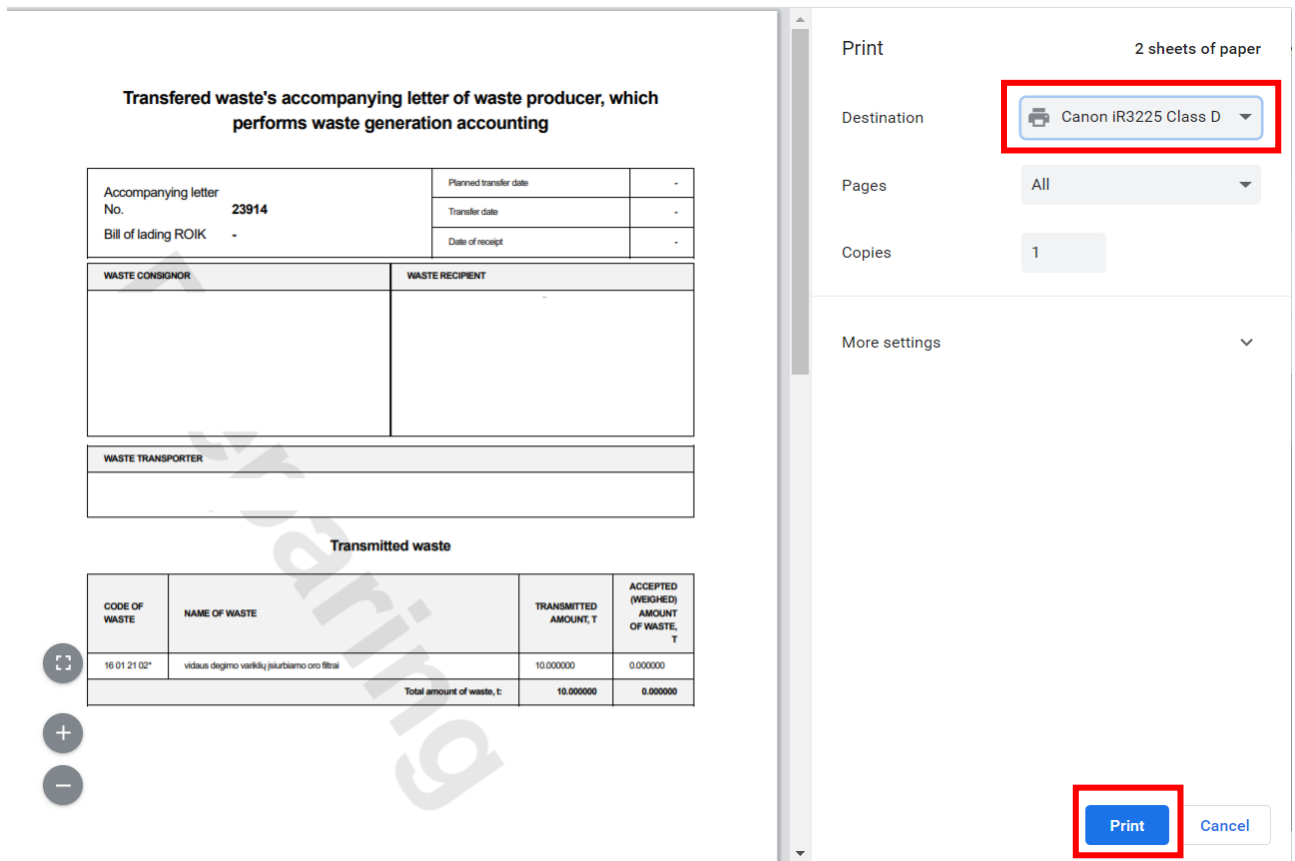 Transfered waste's accompanying letter of waste producer, which
performs waste generation accounting
Accompanying letter
No. 23914
Bill of lading ROIK -
Planned transfer date -
Transfer date -
Date of receipt -
WASTE CONSIGNOR WASTE RECIPIENT
WASTE TRANSPORTER
Transmitted waste
CODE OF
WASTE
NAME OF WASTE
TRANSMITTED
AMOUNT, T
ACCEPTED
(WEIGHED)
AMOUNT
OF WASTE,
T
16 01 21 02* vidaus degimo variklių įsiurbiamo oro filtrai 10.000000 0.000000
Total amount of waste, t: 10.000000 0.000000
Print 2 sheets of paper
Destination Canon iR3225 Class D
Pages All
Copies 1
More settings
Print Cancel